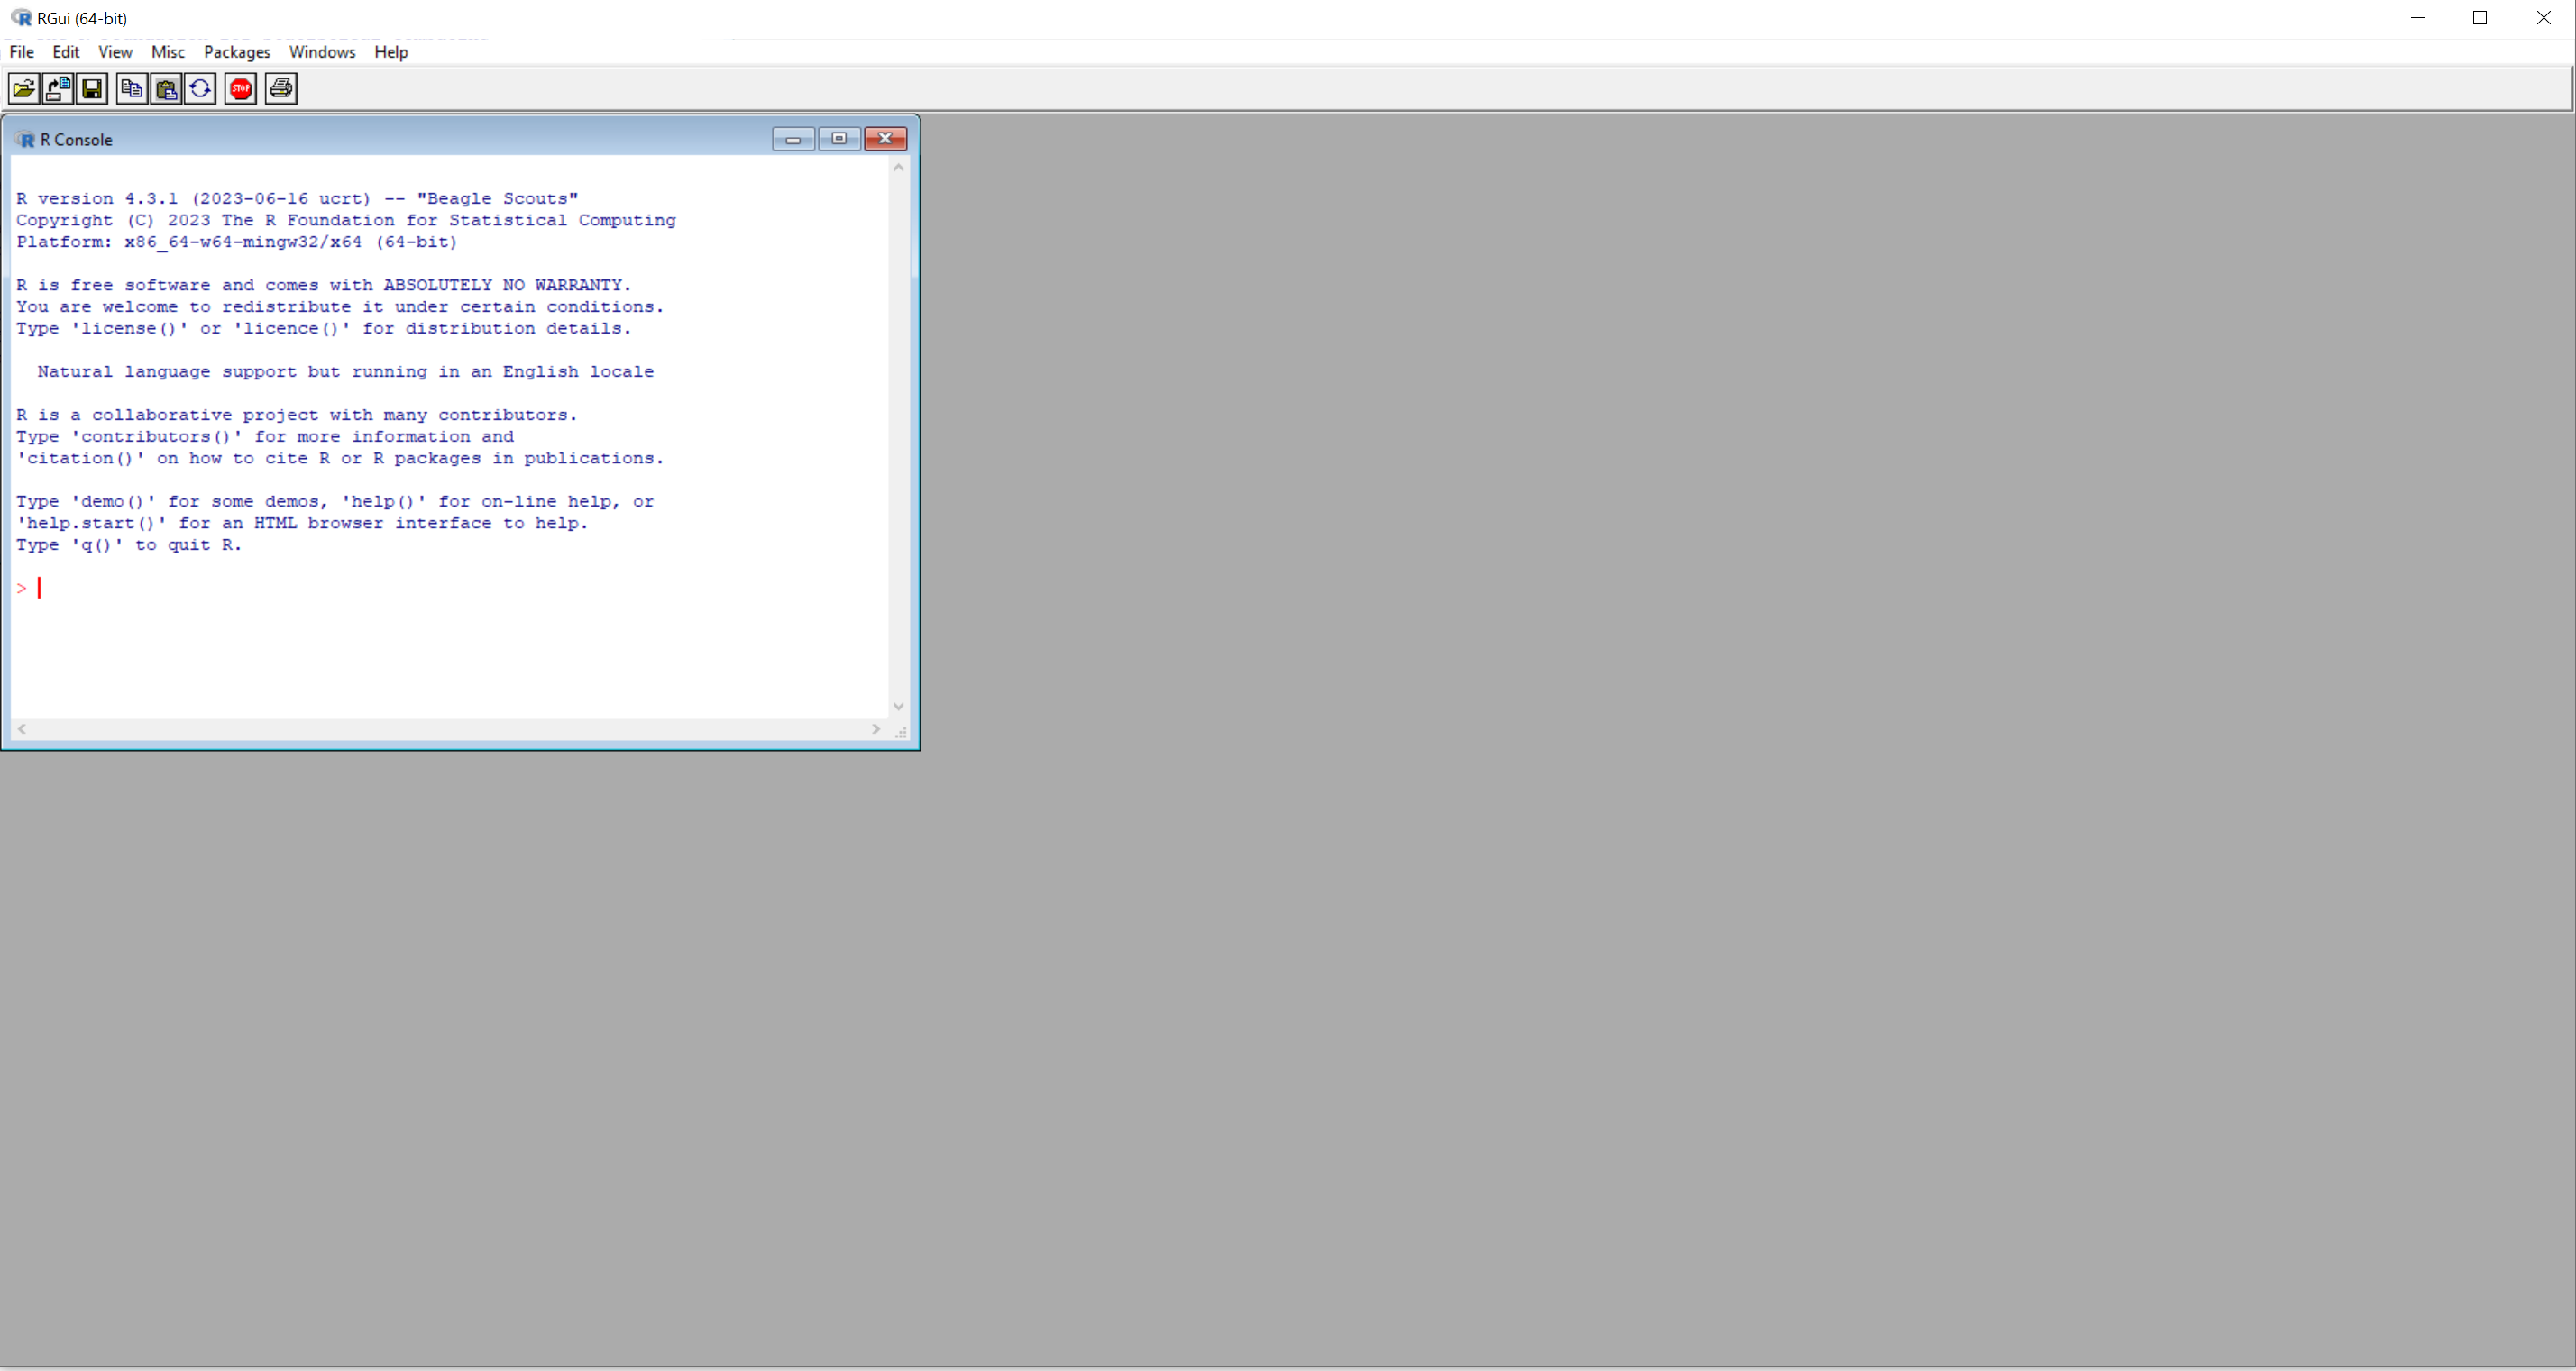 RGui (64-bit)
File Edit View Misc Packages Windows Help
STOP
R Console
R version 4.3.1 (2023-06-16 ucrt) -- "Beagle Scouts"
Copyright (C) 2023 The R Foundation for Statistical Computing
Platform: x86_64-w64-mingw32/x64 (64-bit)
R is free software and comes with ABSOLUTELY NO WARRANTY.
You are welcome to redistribute it under certain conditions.
Type 'license()' or 'licence()' for distribution details.
Natural language support but running in an English locale
R is a collaborative project with many contributors.
Type 'contributors()' for more information and
'citation()' on how to cite R or R packages in publications.
Type 'demo()' for some demos, 'help()' for on-line help, or
'help.start()' for an HTML browser interface to help.
Type 'q()' to quit R.
>